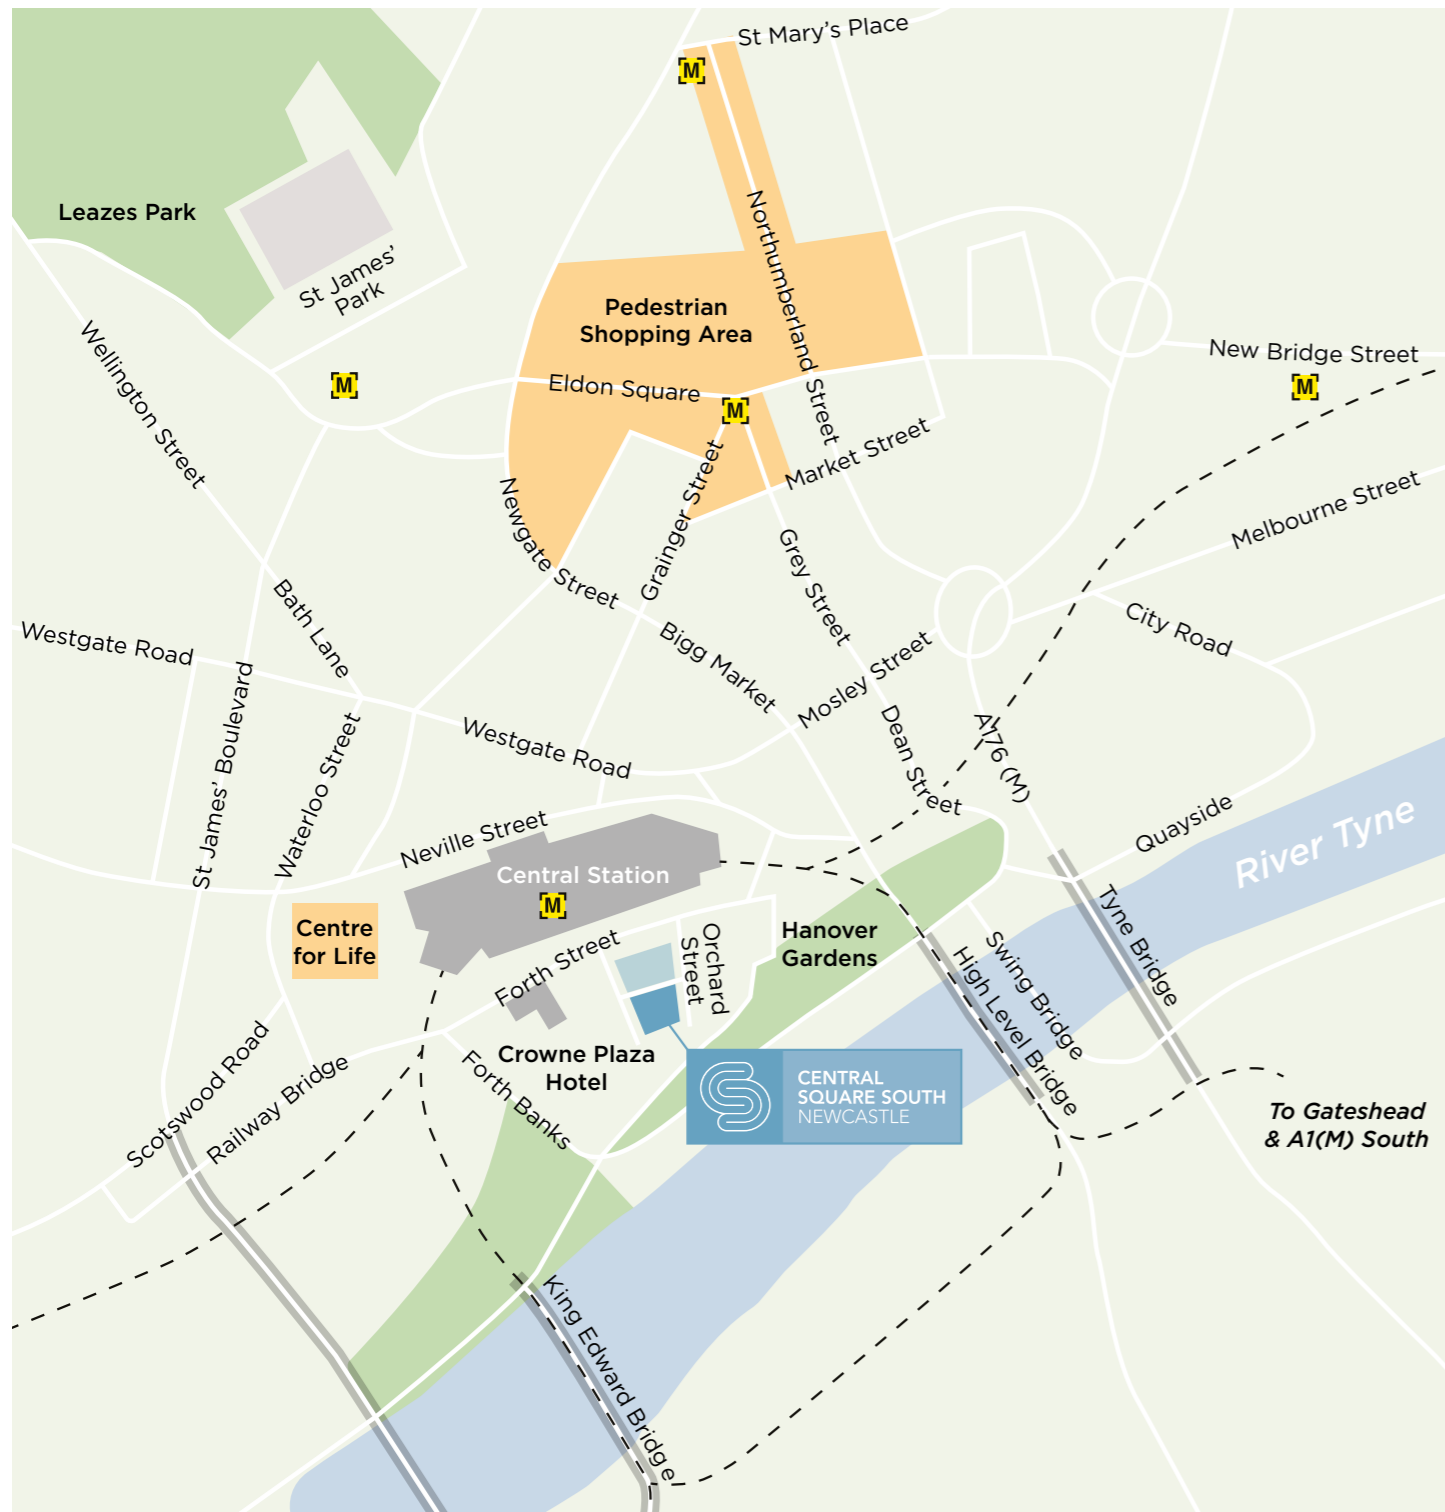 St Mary's Place
M
Leazes Park
St James'
Park
Northumberland Street
Pedestrian
Shopping Area
Wellington Street
New Bridge Street
M
M
Eldon Square
M
Market Street
Grainger Street
Newgate Street
Melbourne Street
Grey Street
Bath Lane
City Road
Westgate Road
Bigg Market
Mosley Street
St James' Boulevard
Waterloo Street
Westgate Road
Dean Street
A176 (M)
Neville Street
Quayside
River Tyne
Central Station
M
Centre
for Life
Forth Street
Orchard
Street
Hanover
Gardens
Tyne Bridge
Swing Bridge
High Level Bridge
Scotswood Road
Railway Bridge
Crowne Plaza
Hotel
Forth Banks
CENTRAL
SQUARE SOUTH
NEWCASTLE
To Gateshead
& A1(M) South
King Edward Bridge